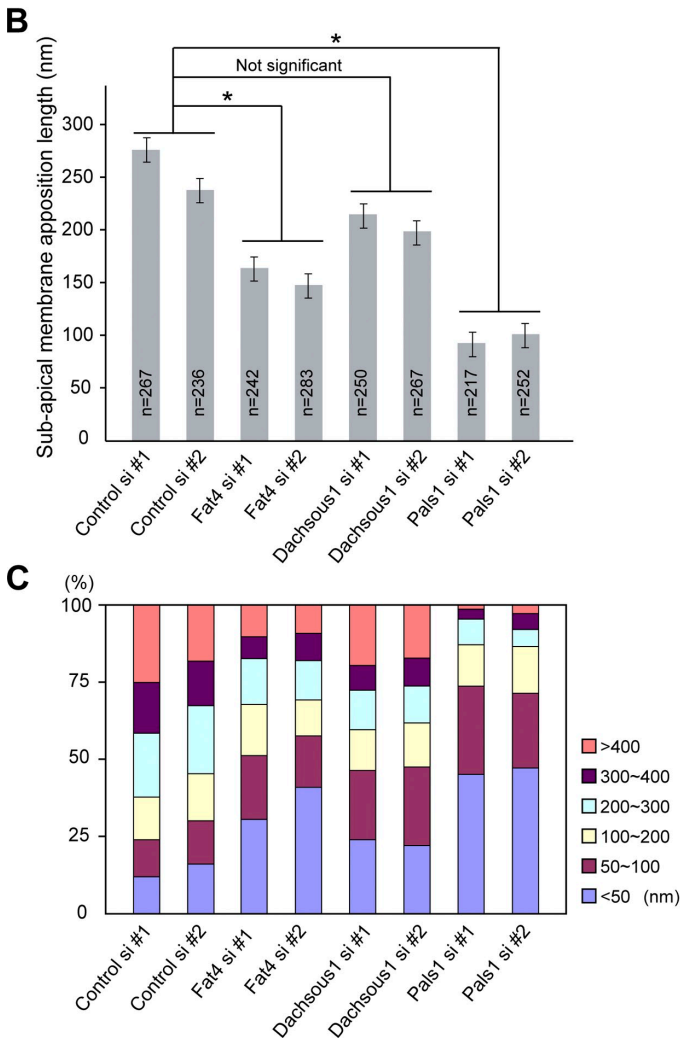 B
Sub-apical membrane apposition length (nm)
*
Not significant
*
300
250
200
150
100
50
0
n=267
n=236
n=242
n=283
n=250
n=267
n=217
n=252
Control si #1
Control si #2
Fat4 si #1
Fat4 si #2
Dachsous1 si #1
Dachsous1 si #2
Pals1 si #1
Pals1 si #2
C
(%)
100
75
50
25
0
>400
300~400
200~300
100~200
50~100
<50 (nm)
Control si #1
Control si #2
Fat4 si #1
Fat4 si #2
Dachsous1 si #1
Dachsous1 si #2
Pals1 si #1
Pals1 si #2